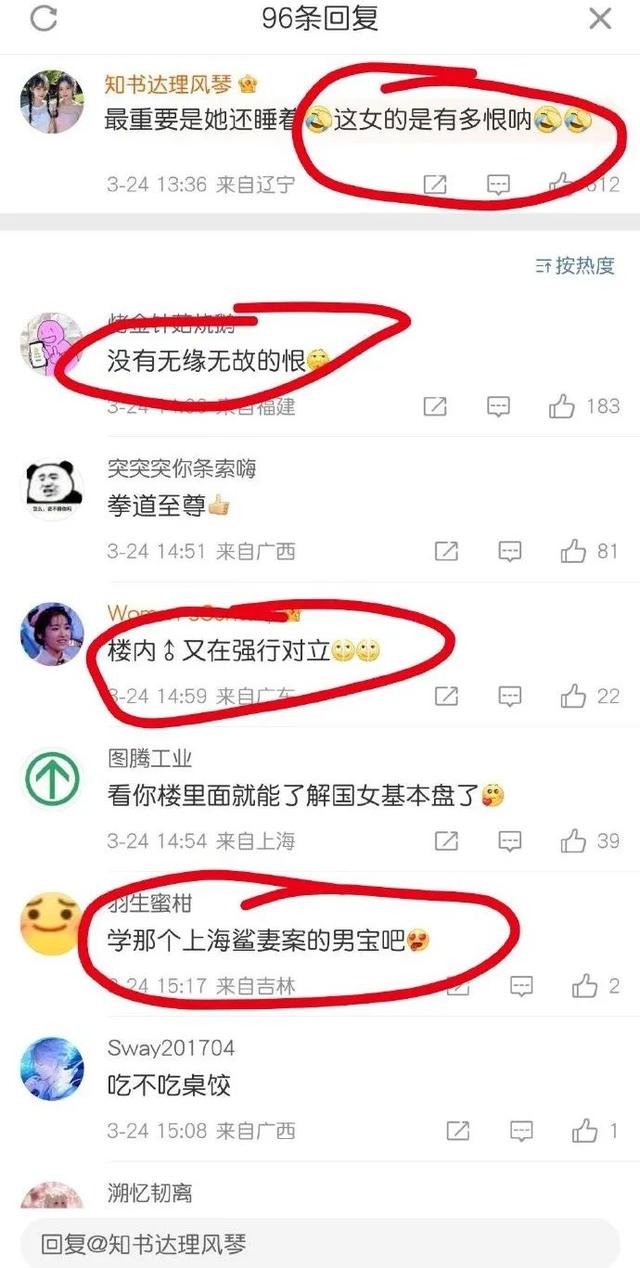 96条回复
知书达理风琴
最重要是她还睡着🤣这女的是有多恨呐🤣🤣
3-24 13:36 来自辽宁
612
按热度
烤金针菇烧鹅
没有无缘无故的恨
3-24 来自福建
183
突突突你条索嗨
拳道至尊👍
3-24 14:51 来自广西
81
楼内♂又在强行对立
3-24 14:59 来自广东
22
图腾工业
看你楼里面就能了解国女基本盘了
3-24 14:54 来自上海
39
羽生蜜柑
学那个上海鲨妻案的男宝吧😍
3-24 15:17 来自吉林
2
Sway201704
吃不吃桌饺
3-24 15:08 来自广西
1
溯忆韧离
回复@知书达理风琴